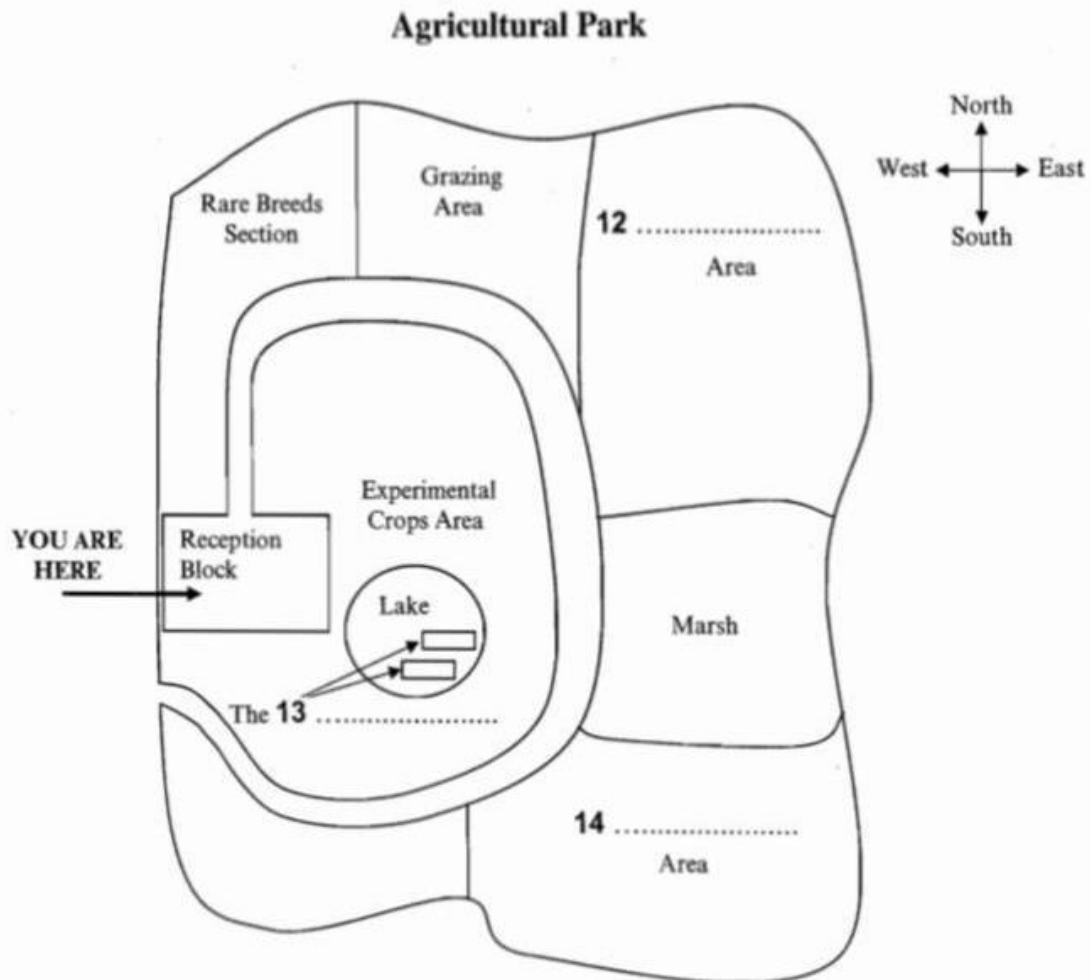 Agricultural Park
North
West
East
South
Rare Breeds
Section
Grazing
Area
12 ........................
Area
Experimental
Crops Area
YOU ARE
HERE
Reception
Block
Lake
Marsh
The 13 ........................
14 ........................
Area